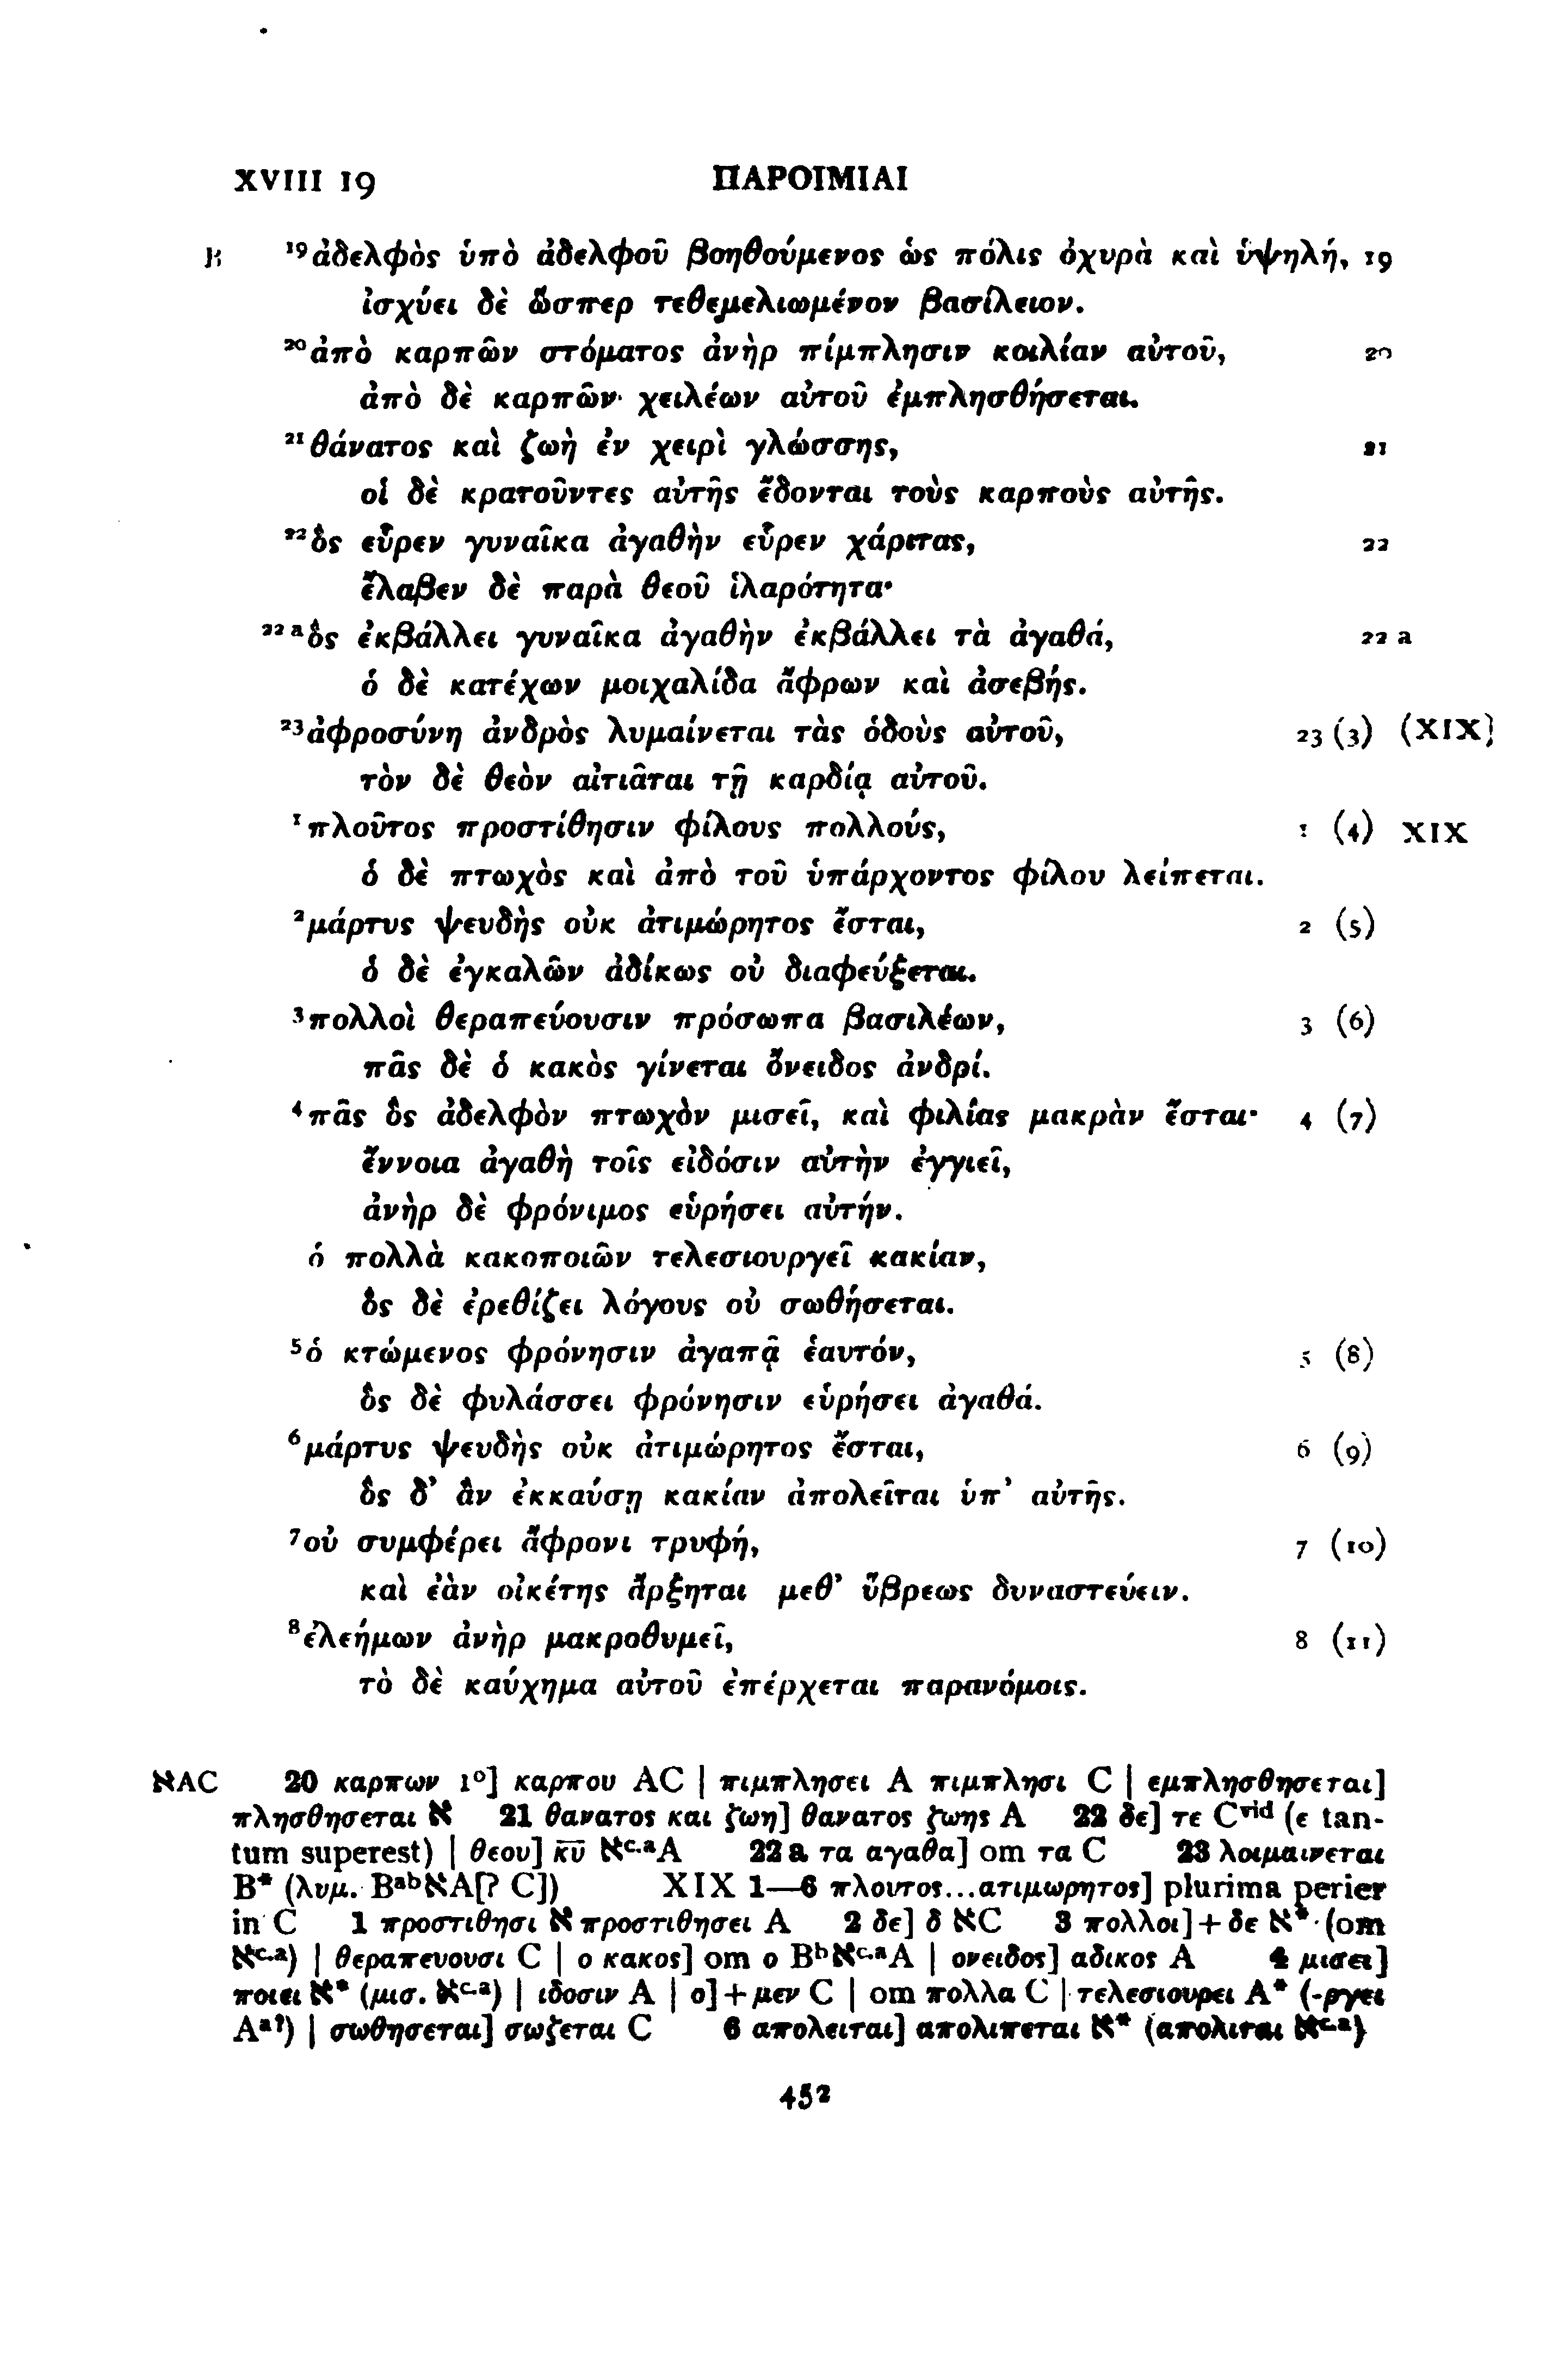 XVIII 19 ΠΑΡΟΙΜΙΑΙ
B ¹⁹ἀδελφὸς ὑπὸ ἀδελφοῦ βοηθούμενος ὡς πόλις ὀχυρὰ καὶ ὑψηλή, 19
ἰσχύει δὲ ὥσπερ τεθεμελιωμένον βασίλειον.
²⁰ἀπὸ καρπῶν στόματος ἀνὴρ πίμπλησιν κοιλίαν αὐτοῦ, 20
ἀπὸ δὲ καρπῶν χειλέων αὐτοῦ ἐμπλησθήσεται.
²¹θάνατος καὶ ζωὴ ἐν χειρὶ γλώσσης, 21
οἱ δὲ κρατοῦντες αὐτῆς ἔδονται τοὺς καρποὺς αὐτῆς.
²²ὃς εὗρεν γυναῖκα ἀγαθὴν εὗρεν χάριτας, 22
ἔλαβεν δὲ παρὰ θεοῦ ἱλαρότητα·
²²ᵃὃς ἐκβάλλει γυναῖκα ἀγαθὴν ἐκβάλλει τὰ ἀγαθά, 22 a
ὁ δὲ κατέχων μοιχαλίδα ἄφρων καὶ ἀσεβής.
²³ἀφροσύνη ἀνδρὸς λυμαίνεται τὰς ὁδοὺς αὐτοῦ, 23 (3) (XIX)
τὸν δὲ θεὸν αἰτιᾶται τῇ καρδίᾳ αὐτοῦ.
¹πλοῦτος προστίθησιν φίλους πολλούς, 1 (4) XIX
ὁ δὲ πτωχὸς καὶ ἀπὸ τοῦ ὑπάρχοντος φίλου λείπεται.
²μάρτυς ψευδὴς οὐκ ἀτιμώρητος ἔσται, 2 (5)
ὁ δὲ ἐγκαλῶν ἀδίκως οὐ διαφεύξεται.
³πολλοὶ θεραπεύουσιν πρόσωπα βασιλέων, 3 (6)
πᾶς δὲ ὁ κακὸς γίνεται ὄνειδος ἀνδρί.
⁴πᾶς ὃς ἀδελφὸν πτωχὸν μισεῖ, καὶ φιλίας μακρὰν ἔσται· 4 (7)
ἔννοια ἀγαθὴ τοῖς εἰδόσιν αὐτὴν ἐγγιεῖ,
ἀνὴρ δὲ φρόνιμος εὑρήσει αὐτήν.
ὁ πολλὰ κακοποιῶν τελεσιουργεῖ κακίαν,
ὃς δὲ ἐρεθίζει λόγους οὐ σωθήσεται.
⁵ὁ κτώμενος φρόνησιν ἀγαπᾷ ἑαυτόν, 5 (8)
ὃς δὲ φυλάσσει φρόνησιν εὑρήσει ἀγαθά.
⁶μάρτυς ψευδὴς οὐκ ἀτιμώρητος ἔσται, 6 (9)
ὃς δ’ ἂν ἐκκαύσῃ κακίαν ἀπολεῖται ὑπ’ αὐτῆς.
⁷οὐ συμφέρει ἄφρονι τρυφή, 7 (10)
καὶ ἐὰν οἰκέτης ἄρξηται μεθ’ ὕβρεως δυναστεύειν.
⁸ἐλεήμων ἀνὴρ μακροθυμεῖ, 8 (11)
τὸ δὲ καύχημα αὐτοῦ ἐπέρχεται παρανόμοις.
ℵAC 20 καρπων 1°] καρπου AC | πιμπλησει A πιμπλησι C | εμπλησθησεται]
πλησθησεται ℵ 21 θανατος και ζωη] θανατος ζωης A 22 δε] τε Cᵛⁱᵈ (ε tan-
tum superest) | θεου] κ̅υ̅ ℵᶜ·ᵃA 22 a τα αγαθα] om τα C 23 λοιμαινεται
B* (λυμ. BᵃᵇℵA[? C]) XIX 1—6 πλουτος...ατιμωρητος] plurima perier
in C 1 προστιθησι ℵ προστιθησει A 2 δε] δ ℵC 3 πολλοι] + δε ℵ* (om
ℵᶜ·ᵃ) | θεραπευουσι C | ο κακος] om ο Bᵇℵᶜ·ᵃA | ονειδος] αδικος A 4 μισει]
ποιει ℵ* (μισ. ℵᶜ·ᵃ) | ιδοσιν A | ο] + μεν C | om πολλα C | τελεσιουρει A* (-ργει
Aᵃ?) | σωθησεται] σωζεται C 6 απολειται] απολιπεται ℵ* (απολιται ℵᶜ·ᵃ)
452